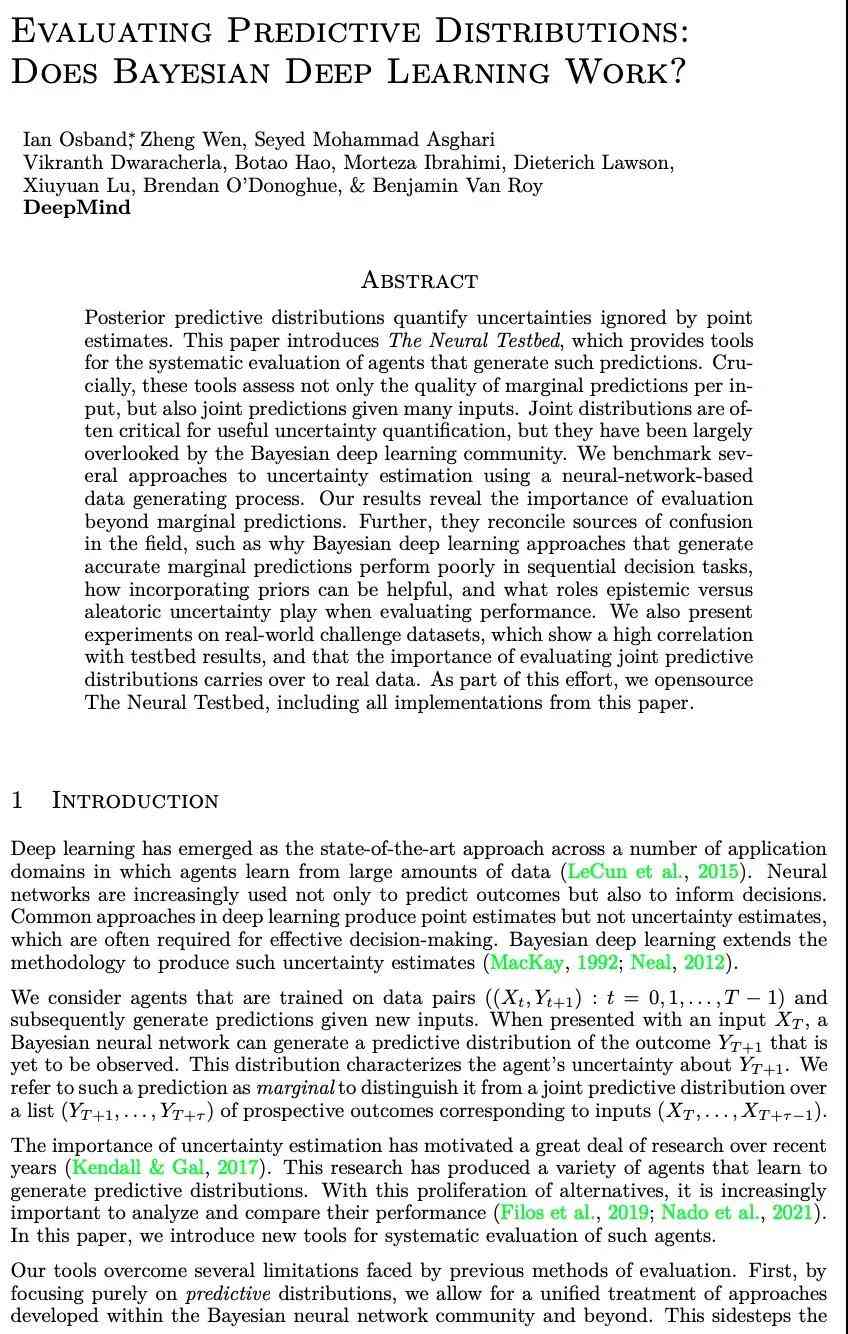 EVALUATING PREDICTIVE DISTRIBUTIONS:
DOES BAYESIAN DEEP LEARNING WORK?
Ian Osband*, Zheng Wen, Seyed Mohammad Asghari
Vikranth Dwaracherla, Botao Hao, Morteza Ibrahimi, Dieterich Lawson,
Xiuyuan Lu, Brendan O'Donoghue, & Benjamin Van Roy
DeepMind
ABSTRACT
Posterior predictive distributions quantify uncertainties ignored by point
estimates. This paper introduces The Neural Testbed, which provides tools
for the systematic evaluation of agents that generate such predictions. Cru-
cially, these tools assess not only the quality of marginal predictions per in-
put, but also joint predictions given many inputs. Joint distributions are of-
ten critical for useful uncertainty quantification, but they have been largely
overlooked by the Bayesian deep learning community. We benchmark sev-
eral approaches to uncertainty estimation using a neural-network-based
data generating process. Our results reveal the importance of evaluation
beyond marginal predictions. Further, they reconcile sources of confusion
in the field, such as why Bayesian deep learning approaches that generate
accurate marginal predictions perform poorly in sequential decision tasks,
how incorporating priors can be helpful, and what roles epistemic versus
aleatoric uncertainty play when evaluating performance. We also present
experiments on real-world challenge datasets, which show a high correlation
with testbed results, and that the importance of evaluating joint predictive
distributions carries over to real data. As part of this effort, we opensource
The Neural Testbed, including all implementations from this paper.
1 INTRODUCTION
Deep learning has emerged as the state-of-the-art approach across a number of application
domains in which agents learn from large amounts of data (LeCun et al., 2015). Neural
networks are increasingly used not only to predict outcomes but also to inform decisions.
Common approaches in deep learning produce point estimates but not uncertainty estimates,
which are often required for effective decision-making. Bayesian deep learning extends the
methodology to produce such uncertainty estimates (MacKay, 1992; Neal, 2012).
We consider agents that are trained on data pairs ((X_t, Y_{t+1}) : t = 0, 1, . . . , T − 1) and
subsequently generate predictions given new inputs. When presented with an input X_T, a
Bayesian neural network can generate a predictive distribution of the outcome Y_{T+1} that is
yet to be observed. This distribution characterizes the agent's uncertainty about Y_{T+1}. We
refer to such a prediction as marginal to distinguish it from a joint predictive distribution over
a list (Y_{T+1}, . . . , Y_{T+τ}) of prospective outcomes corresponding to inputs (X_T, . . . , X_{T+τ−1}).
The importance of uncertainty estimation has motivated a great deal of research over recent
years (Kendall & Gal, 2017). This research has produced a variety of agents that learn to
generate predictive distributions. With this proliferation of alternatives, it is increasingly
important to analyze and compare their performance (Filos et al., 2019; Nado et al., 2021).
In this paper, we introduce new tools for systematic evaluation of such agents.
Our tools overcome several limitations faced by previous methods of evaluation. First, by
focusing purely on predictive distributions, we allow for a unified treatment of approaches
developed within the Bayesian neural network community and beyond. This sidesteps the